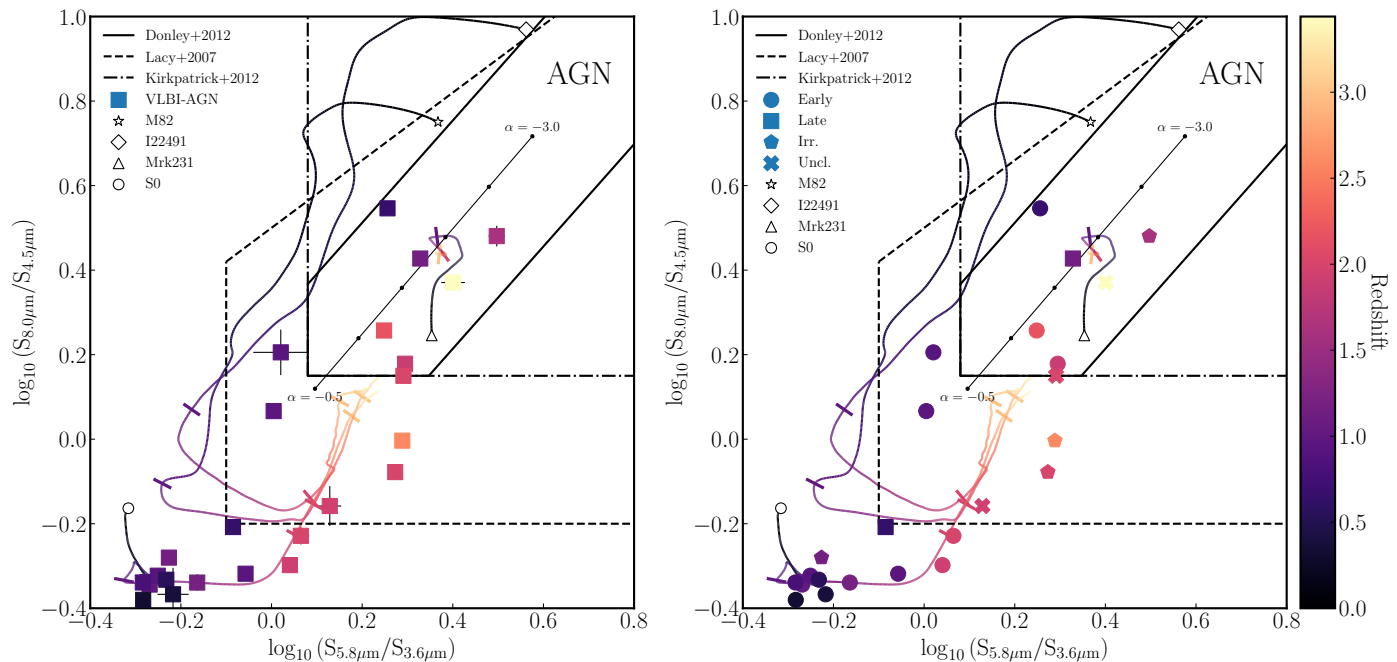 1.0
0.8
0.6
0.4
0.2
0.0
−0.2
−0.4
log₁₀ (S₈.₀μm/S₄.₅μm)
Donley+2012
Lacy+2007
Kirkpatrick+2012
VLBI-AGN
M82
I22491
Mrk231
S0
AGN
α = −3.0
α = −0.5
−0.4 −0.2 0.0 0.2 0.4 0.6 0.8
log₁₀ (S₅.₈μm/S₃.₆μm)
1.0
0.8
0.6
0.4
0.2
0.0
−0.2
−0.4
log₁₀ (S₈.₀μm/S₄.₅μm)
Donley+2012
Lacy+2007
Kirkpatrick+2012
Early
Late
Irr.
Uncl.
M82
I22491
Mrk231
S0
AGN
α = −3.0
α = −0.5
−0.4 −0.2 0.0 0.2 0.4 0.6 0.8
log₁₀ (S₅.₈μm/S₃.₆μm)
3.0
2.5
2.0
1.5
1.0
0.5
0.0
Redshift